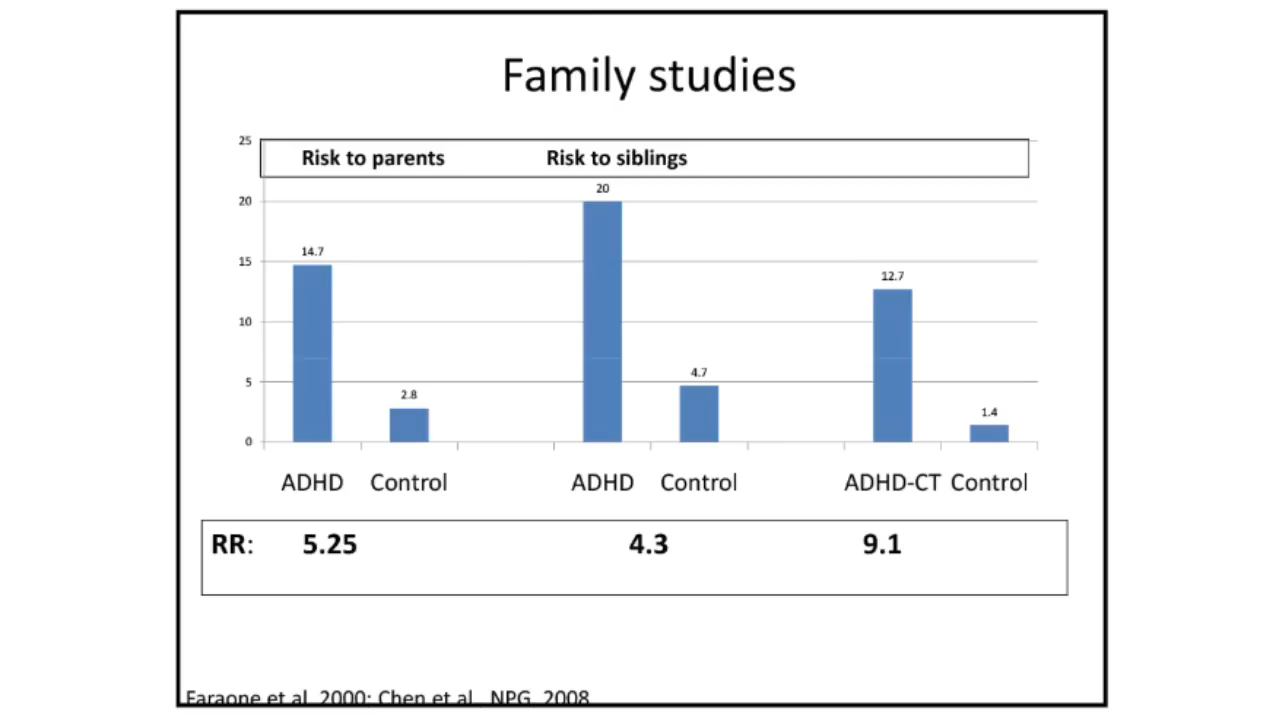 Family studies
25
Risk to parents Risk to siblings
20
20
14.7
15
12.7
10
4.7
5
2.8
1.4
0
ADHD Control ADHD Control ADHD-CT Control
RR: 5.25 4.3 9.1
Faraone et al 2000; Chen et al NPG 2008